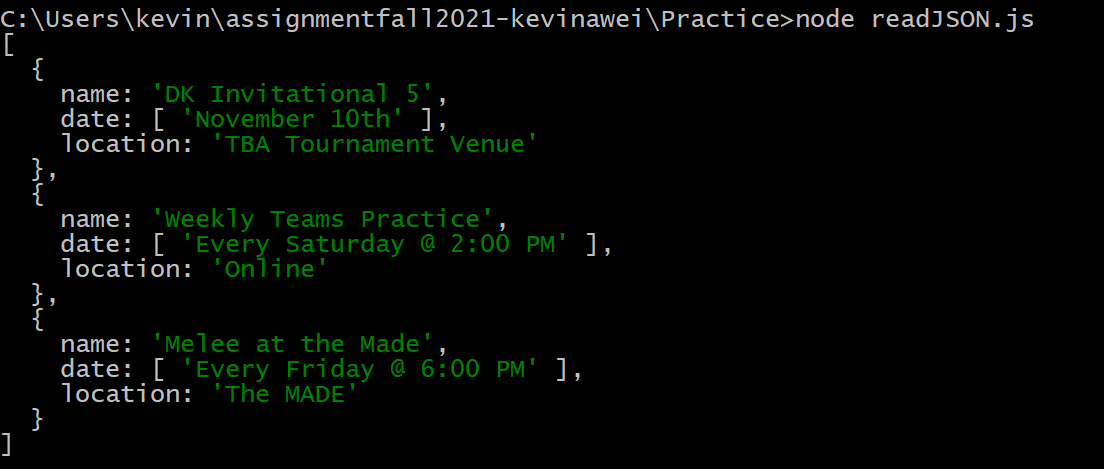 C:\Users\kevin\assignmentfall2021-kevinawei\Practice>node readJSON.js
[
  {
    name: 'DK Invitational 5',
    date: [ 'November 10th' ],
    location: 'TBA Tournament Venue'
  },
  {
    name: 'Weekly Teams Practice',
    date: [ 'Every Saturday @ 2:00 PM' ],
    location: 'Online'
  },
  {
    name: 'Melee at the Made',
    date: [ 'Every Friday @ 6:00 PM' ],
    location: 'The MADE'
  }
]